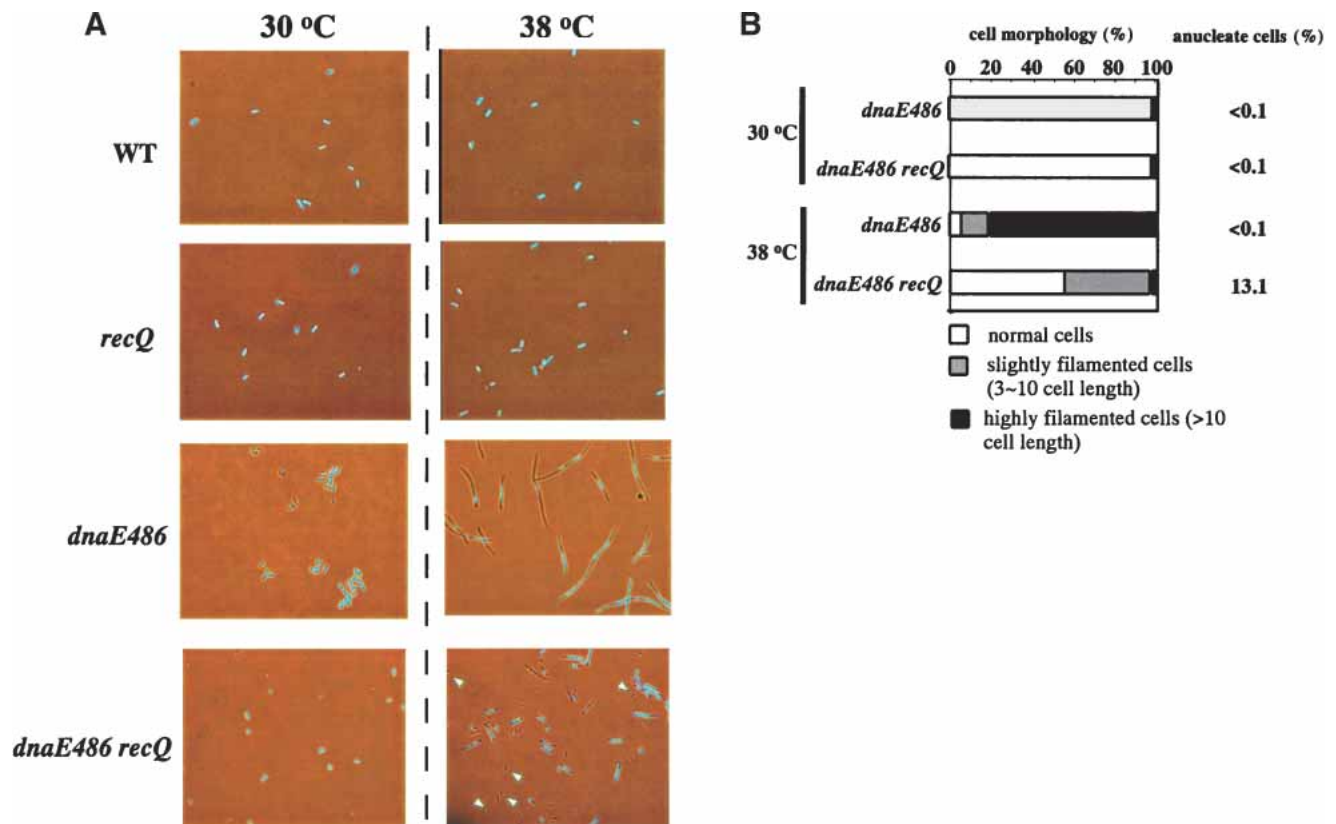 A
30 °C
38 °C
WT
recQ
dnaE486
dnaE486 recQ
B
cell morphology (%)
anucleate cells (%)
0 20 40 60 80 100
30 °C
dnaE486
<0.1
dnaE486 recQ
<0.1
38 °C
dnaE486
<0.1
dnaE486 recQ
13.1
normal cells
slightly filamented cells
(3~10 cell length)
highly filamented cells (>10
cell length)